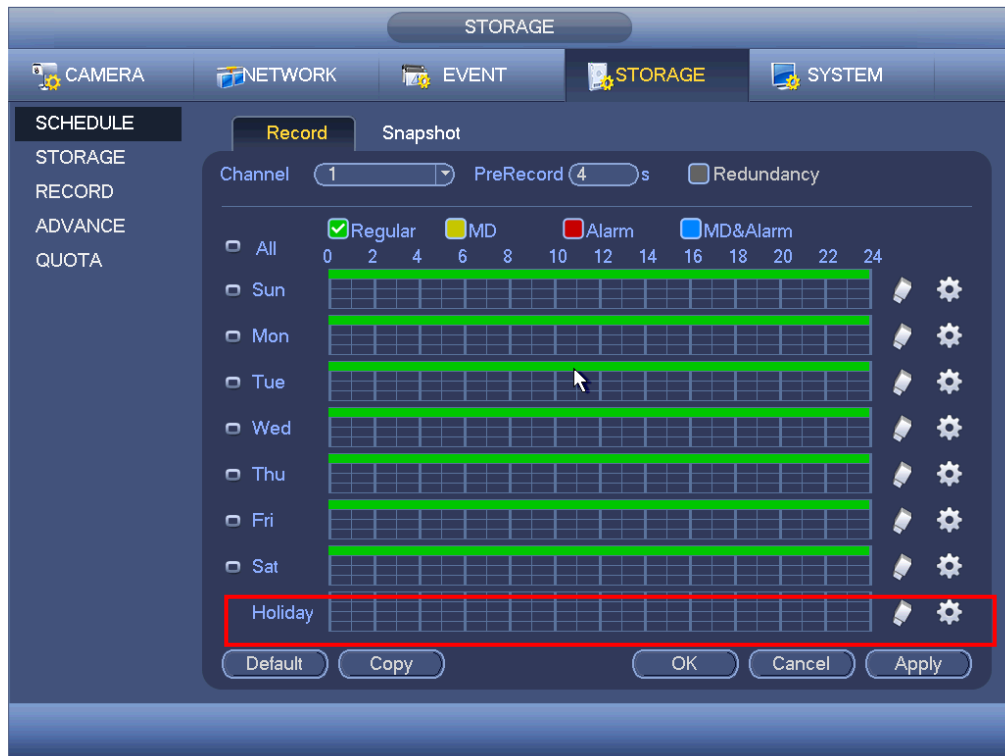 STORAGE
CAMERA NETWORK EVENT STORAGE SYSTEM
SCHEDULE
STORAGE
RECORD
ADVANCE
QUOTA
Record Snapshot
Channel 1 PreRecord 4 s Redundancy
Regular MD Alarm MD&Alarm
All 0 2 4 6 8 10 12 14 16 18 20 22 24
Sun
Mon
Tue
Wed
Thu
Fri
Sat
Holiday
Default Copy OK Cancel Apply